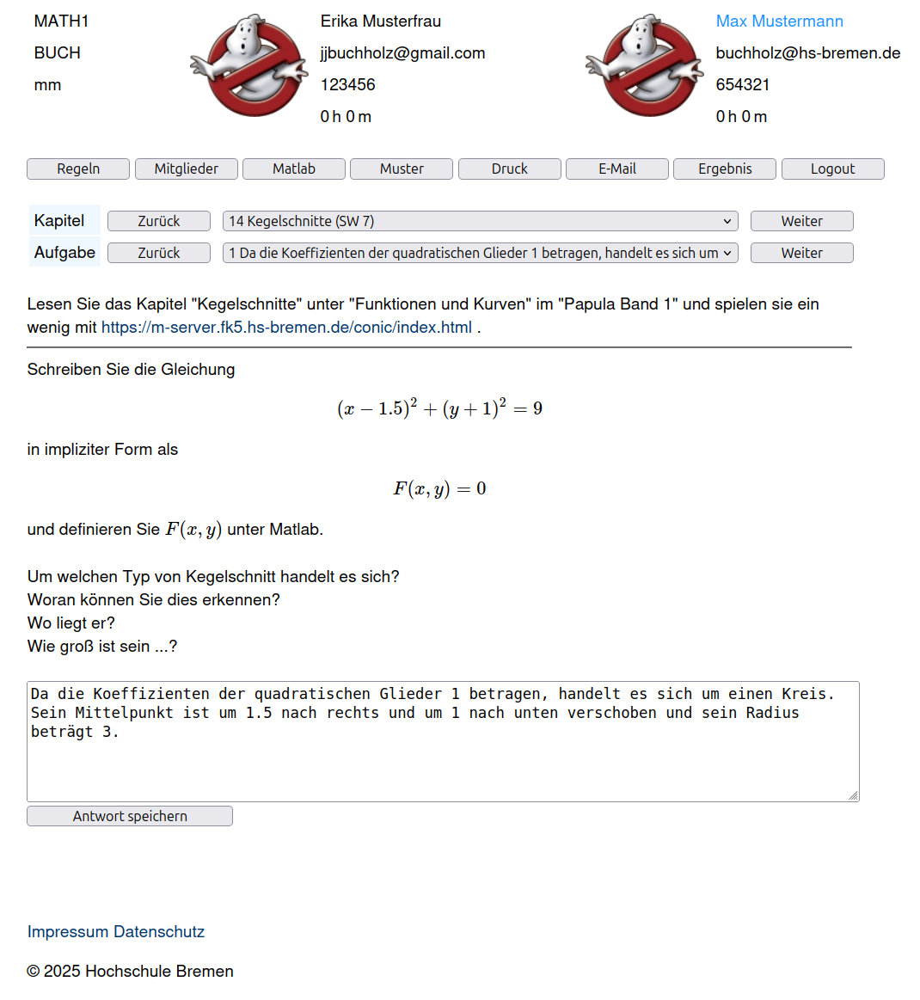 MATH1
BUCH
mm
Erika Musterfrau
jjbuchholz@gmail.com
123456
0 h 0 m
Max Mustermann
buchholz@hs-bremen.de
654321
0 h 0 m
Regeln Mitglieder Matlab Muster Druck E-Mail Ergebnis Logout
Kapitel Zurück 14 Kegelschnitte (SW 7) Weiter
Aufgabe Zurück 1 Da die Koeffizienten der quadratischen Glieder 1 betragen, handelt es sich um Weiter
Lesen Sie das Kapitel "Kegelschnitte" unter "Funktionen und Kurven" im "Papula Band 1" und spielen sie ein
wenig mit https://m-server.fk5.hs-bremen.de/conic/index.html .
Schreiben Sie die Gleichung
(x − 1.5)² + (y + 1)² = 9
in impliziter Form als
F(x, y) = 0
und definieren Sie F(x, y) unter Matlab.
Um welchen Typ von Kegelschnitt handelt es sich?
Woran können Sie dies erkennen?
Wo liegt er?
Wie groß ist sein ...?
Da die Koeffizienten der quadratischen Glieder 1 betragen, handelt es sich um einen Kreis.
Sein Mittelpunkt ist um 1.5 nach rechts und um 1 nach unten verschoben und sein Radius
beträgt 3.
Antwort speichern
Impressum Datenschutz
© 2025 Hochschule Bremen